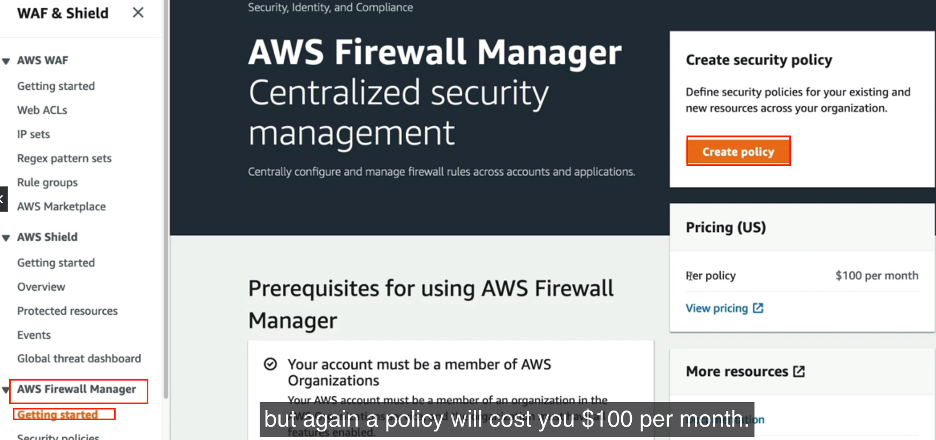 WAF & Shield
AWS WAF
Getting started
Web ACLs
IP sets
Regex pattern sets
Rule groups
AWS Marketplace
AWS Shield
Getting started
Overview
Protected resources
Events
Global threat dashboard
AWS Firewall Manager
Getting started
Security policies
Security, Identity, and Compliance
AWS Firewall Manager
Centralized security
management
Centrally configure and manage firewall rules across accounts and applications.
Create security policy
Define security policies for your existing and
new resources across your organization.
Create policy
Pricing (US)
Per policy $100 per month
View pricing
Prerequisites for using AWS Firewall
Manager
Your account must be a member of AWS
Organizations
Your AWS account must be a member of an organization in the
features enabled.
More resources
but again a policy will cost you $100 per month